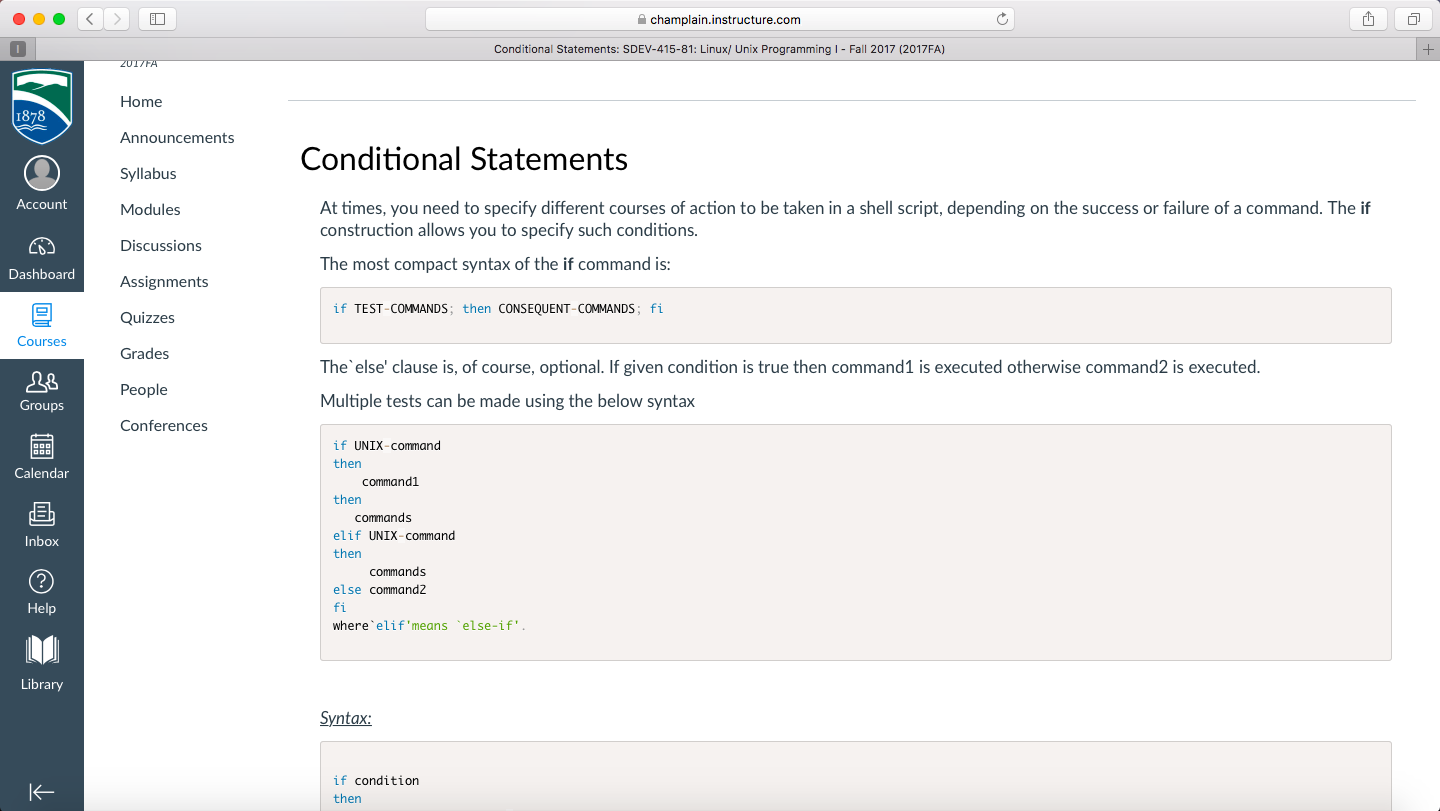 champlain.instructure.com
I
Conditional Statements: SDEV-415-81: Linux/ Unix Programming I - Fall 2017 (2017FA)
1878
Account
Dashboard
Courses
Groups
Calendar
Inbox
Help
Library
2017FA
Home
Announcements
Syllabus
Modules
Discussions
Assignments
Quizzes
Grades
People
Conferences
Conditional Statements
At times, you need to specify different courses of action to be taken in a shell script, depending on the success or failure of a command. The if
construction allows you to specify such conditions.
The most compact syntax of the if command is:
if TEST-COMMANDS; then CONSEQUENT-COMMANDS; fi
The`else' clause is, of course, optional. If given condition is true then command1 is executed otherwise command2 is executed.
Multiple tests can be made using the below syntax
if UNIX-command
then
    command1
then
   commands
elif UNIX-command
then
     commands
else command2
fi
where`elif'means `else-if'.
Syntax:
if condition
then